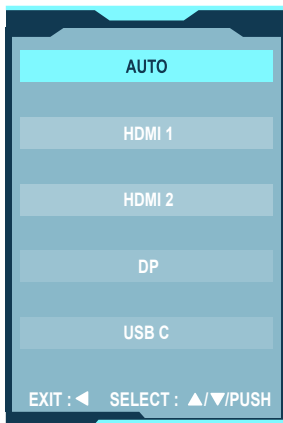 AUTO
HDMI 1
HDMI 2
DP
USB C
EXIT : ◀ SELECT : ▲/▼/PUSH